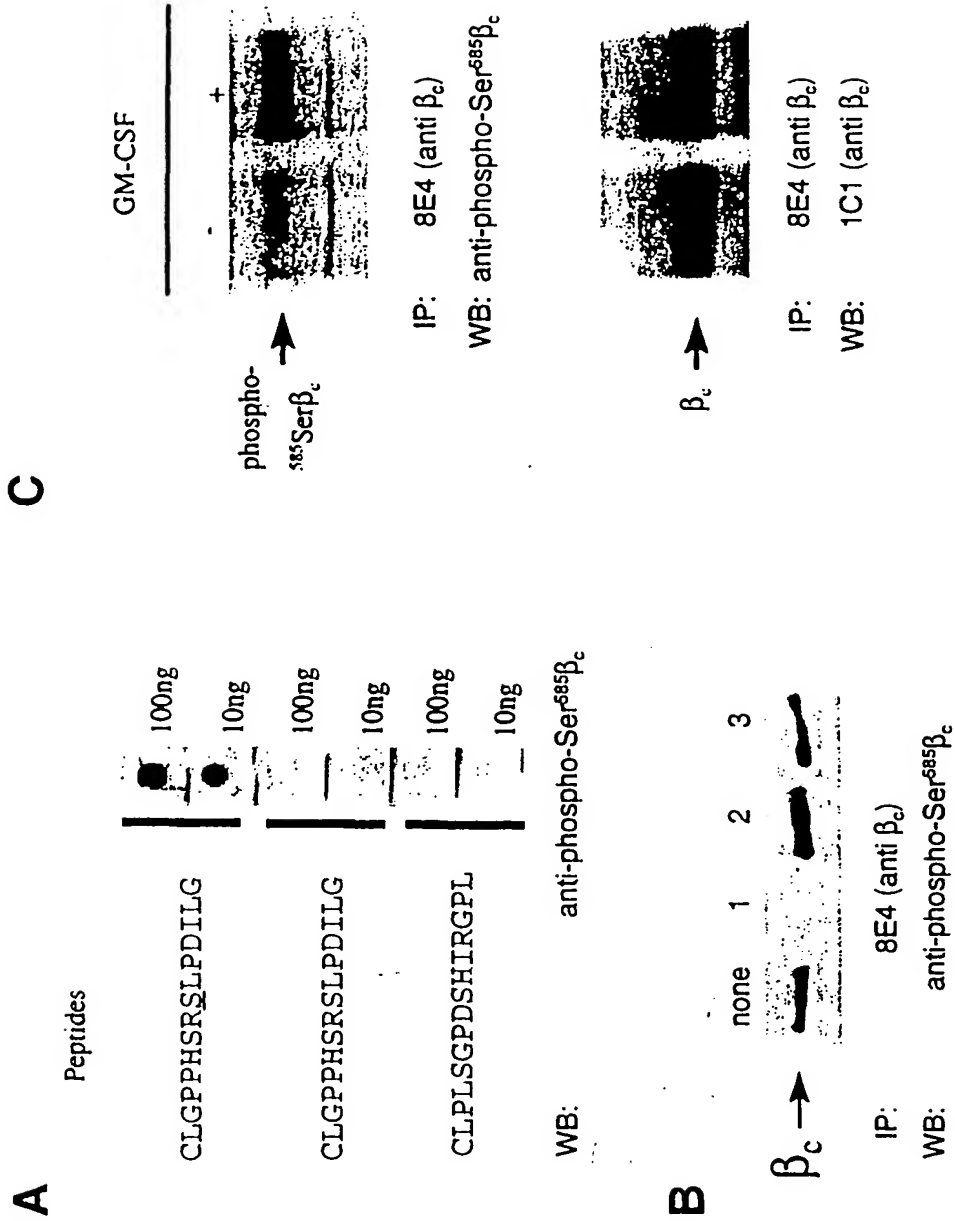 A
Peptides
CLGPPHSRSLPDILG
100ng
10ng
CLGPPHSRSLPDILG
100ng
10ng
CLPLSGPDSHIRGPL
100ng
10ng
WB: anti-phospho-Ser⁵⁸⁵βc
B
none 1 2 3
βc
IP: 8E4 (anti βc)
WB: anti-phospho-Ser⁵⁸⁵βc
C
GM-CSF
- +
phospho-
⁵⁸⁵Serβc
IP: 8E4 (anti βc)
WB: anti-phospho-Ser⁵⁸⁵βc
βc
IP: 8E4 (anti βc)
WB: 1C1 (anti βc)